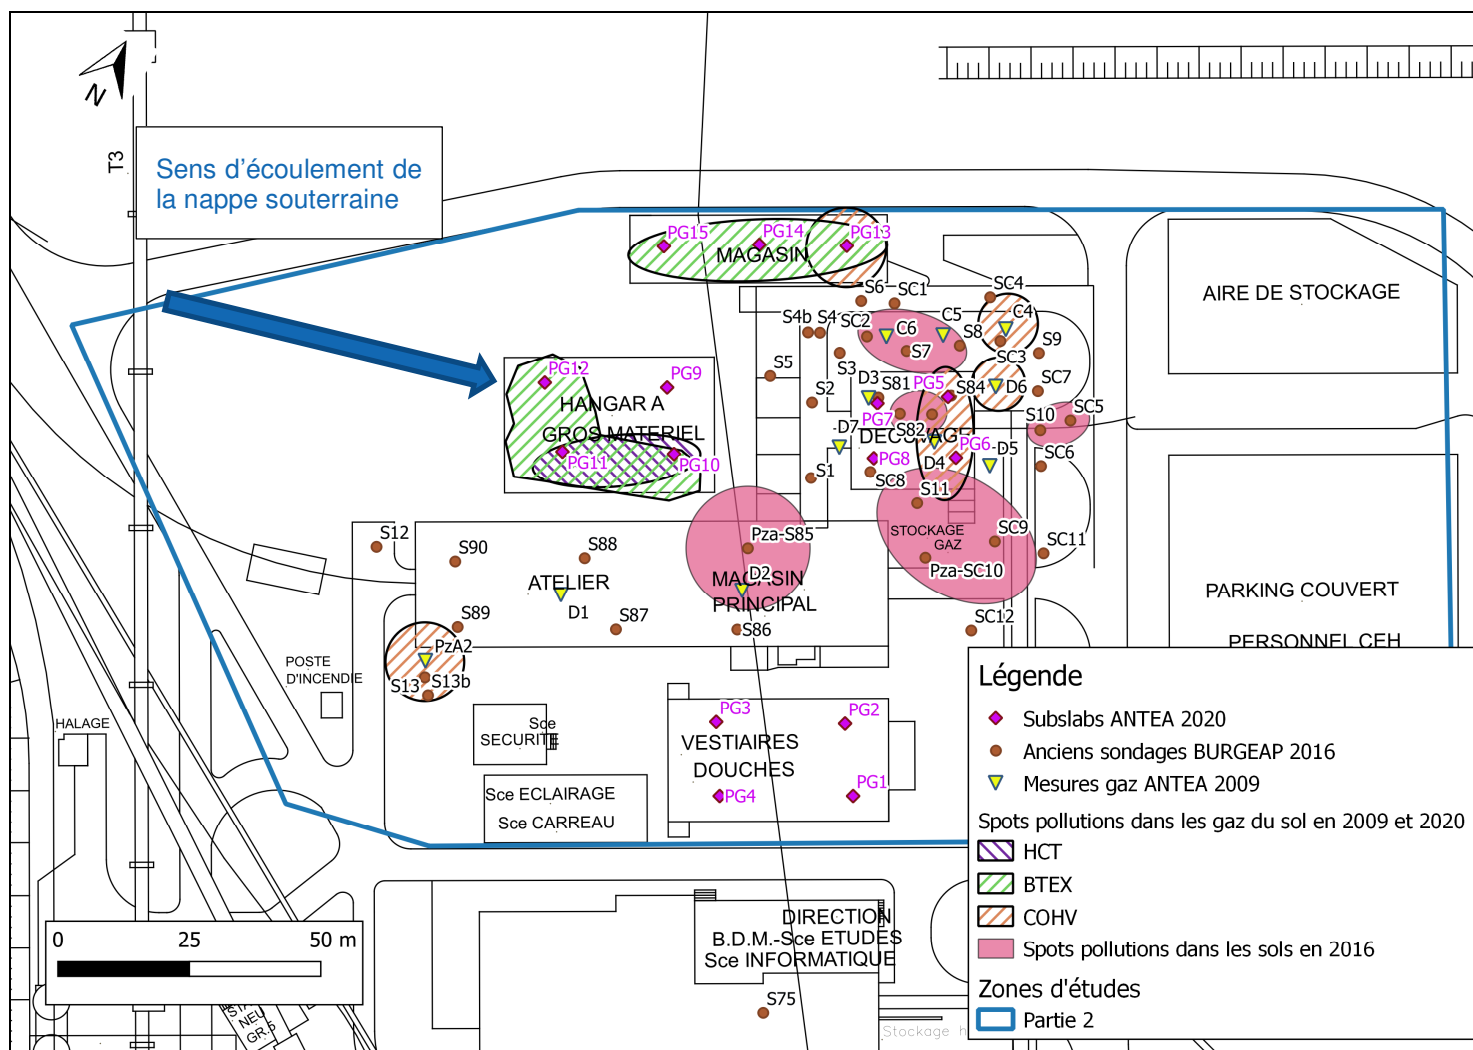 N
T3
Sens d'écoulement de
la nappe souterraine
PG15
PG14
PG13
MAGASIN
AIRE DE STOCKAGE
S6
SC1
SC4
S4b
S4
SC2
C6
C5
S8
C4
S7
S9
SC3
S5
S3
D3
S81
PG5
S84
D6
SC7
PG12
PG9
S2
PG7
S82
S10
SC5
HANGAR A
GROS MATERIEL
D7
DECUVAGE
PG6
D5
PG11
PG10
PG8
D4
SC6
S1
SC8
S11
STOCKAGE
GAZ
SC9
SC11
Pza-S85
Pza-SC10
S12
S90
S88
ATELIER
D1
D2
MAGASIN
PRINCIPAL
PARKING COUVERT
PERSONNEL CEH
S89
S87
S86
SC12
PzA2
S13
S13b
POSTE
D'INCENDIE
HALAGE
Sce
SECURITE
PG3
PG2
VESTIAIRES
DOUCHES
PG4
PG1
Sce ECLAIRAGE
Sce CARREAU
DIRECTION
B.D.M.-Sce ETUDES
Sce INFORMATIQUE
S75
Stockage h
NEU
GR.5
0 25 50 m
Légende
Subslabs ANTEA 2020
Anciens sondages BURGEAP 2016
Mesures gaz ANTEA 2009
Spots pollutions dans les gaz du sol en 2009 et 2020
HCT
BTEX
COHV
Spots pollutions dans les sols en 2016
Zones d'études
Partie 2